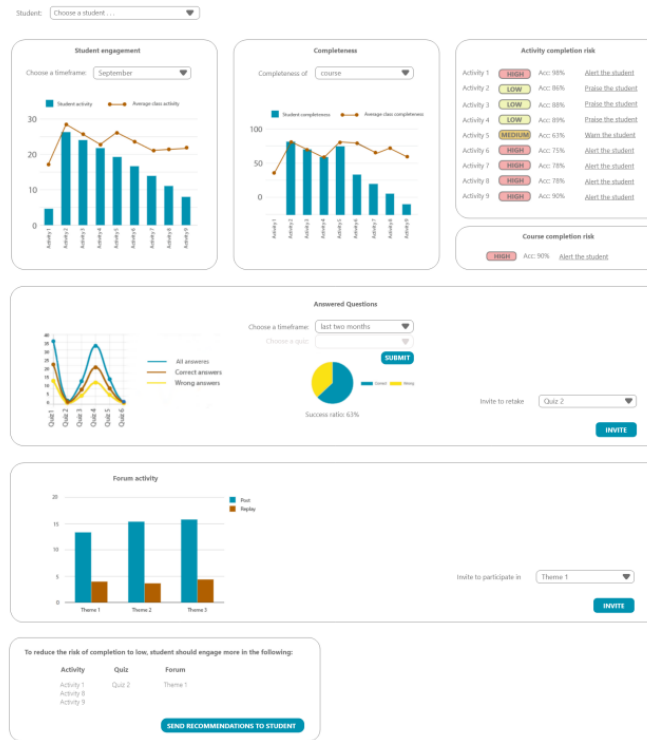 Student: Choose a student . . .
Student engagement
Choose a timeframe: September
Student activity Average class activity
30
20
10
0
Activity 1 Activity 2 Activity 3 Activity 4 Activity 5 Activity 6 Activity 7 Activity 8 Activity 9
Completeness
Completeness of course
Student completeness Average class completeness
100
50
0
Activity 1 Activity 2 Activity 3 Activity 4 Activity 5 Activity 6 Activity 7 Activity 8 Activity 9
Activity completion risk
Activity 1 HIGH Acc: 98% Alert the student
Activity 2 LOW Acc: 86% Praise the student
Activity 3 LOW Acc: 88% Praise the student
Activity 4 LOW Acc: 89% Praise the student
Activity 5 MEDIUM Acc: 63% Warn the student
Activity 6 HIGH Acc: 75% Alert the student
Activity 7 HIGH Acc: 78% Alert the student
Activity 8 HIGH Acc: 78% Alert the student
Activity 9 HIGH Acc: 90% Alert the student
Course completion risk
HIGH Acc: 90% Alert the student
Answered Questions
40
35
30
25
20
15
10
5
0
Quiz 1 Quiz 2 Quiz 3 Quiz 4 Quiz 5 Quiz 6
All answeres
Correct answers
Wrong answers
Choose a timeframe: last two months
Choose a quiz:
SUBMIT
Correct Wrong
Success ratio: 63%
Invite to retake Quiz 2
INVITE
Forum activity
20
15
10
5
0
Theme 1 Theme 2 Theme 3
Post
Replay
Invite to participate in Theme 1
INVITE
To reduce the risk of completion to low, student should engage more in the following:
Activity Quiz Forum
Activity 1 Quiz 2 Theme 1
Activity 8
Activity 9
SEND RECOMMENDATIONS TO STUDENT